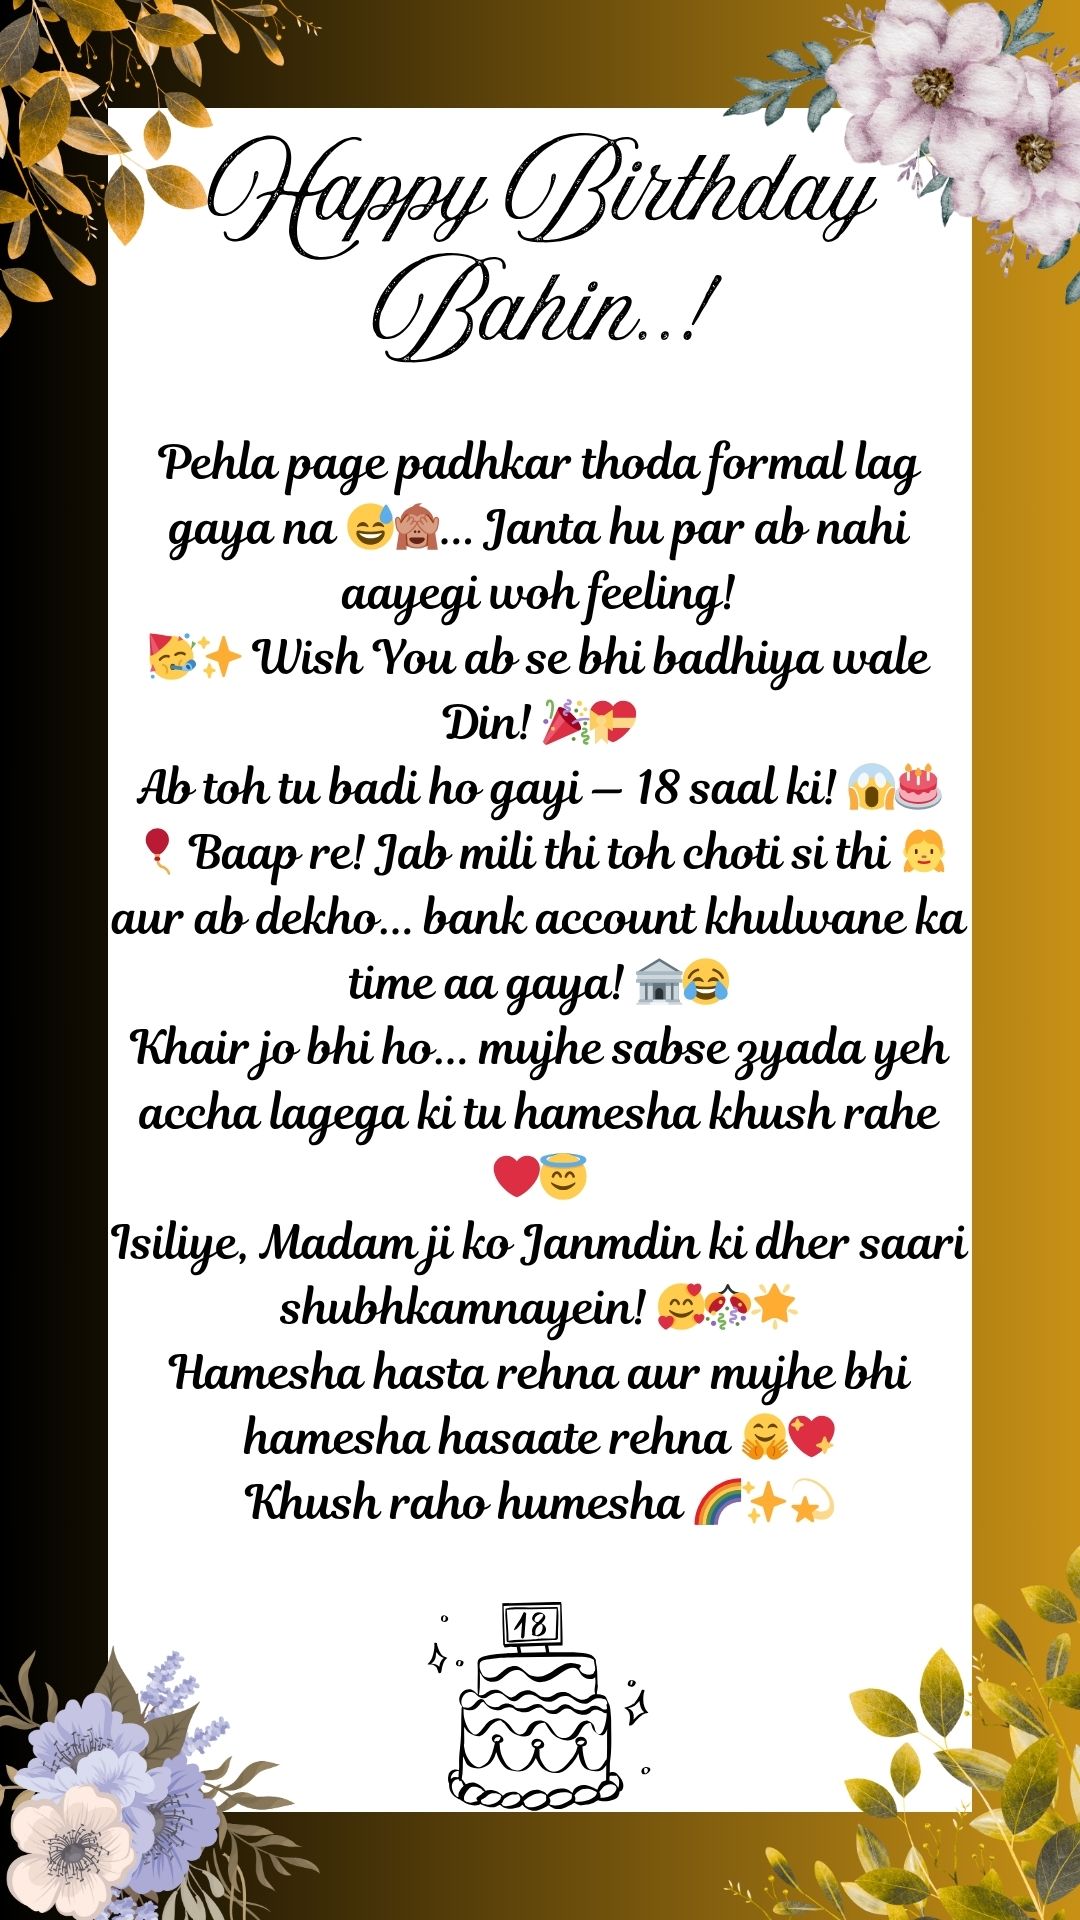 Happy Birthday
Bahin..!
Pehla page padhkar thoda formal lag
gaya na 😅🙈... Janta hu par ab nahi
aayegi woh feeling!
🥳✨ Wish You ab se bhi badhiya wale
Din! 🎉💝
Ab toh tu badi ho gayi – 18 saal ki! 😱🎂
🎈 Baap re! Jab mili thi toh choti si thi 👧
aur ab dekho... bank account khulwane ka
time aa gaya! 🏦😂
Khair jo bhi ho... mujhe sabse zyada yeh
accha lagega ki tu hamesha khush rahe
❤️😇
Isiliye, Madam ji ko Janmdin ki dher saari
shubhkamnayein! 🥰🎊🌟
Hamesha hasta rehna aur mujhe bhi
hamesha hasaate rehna 🤗💖
Khush raho humesha 🌈✨💫
18